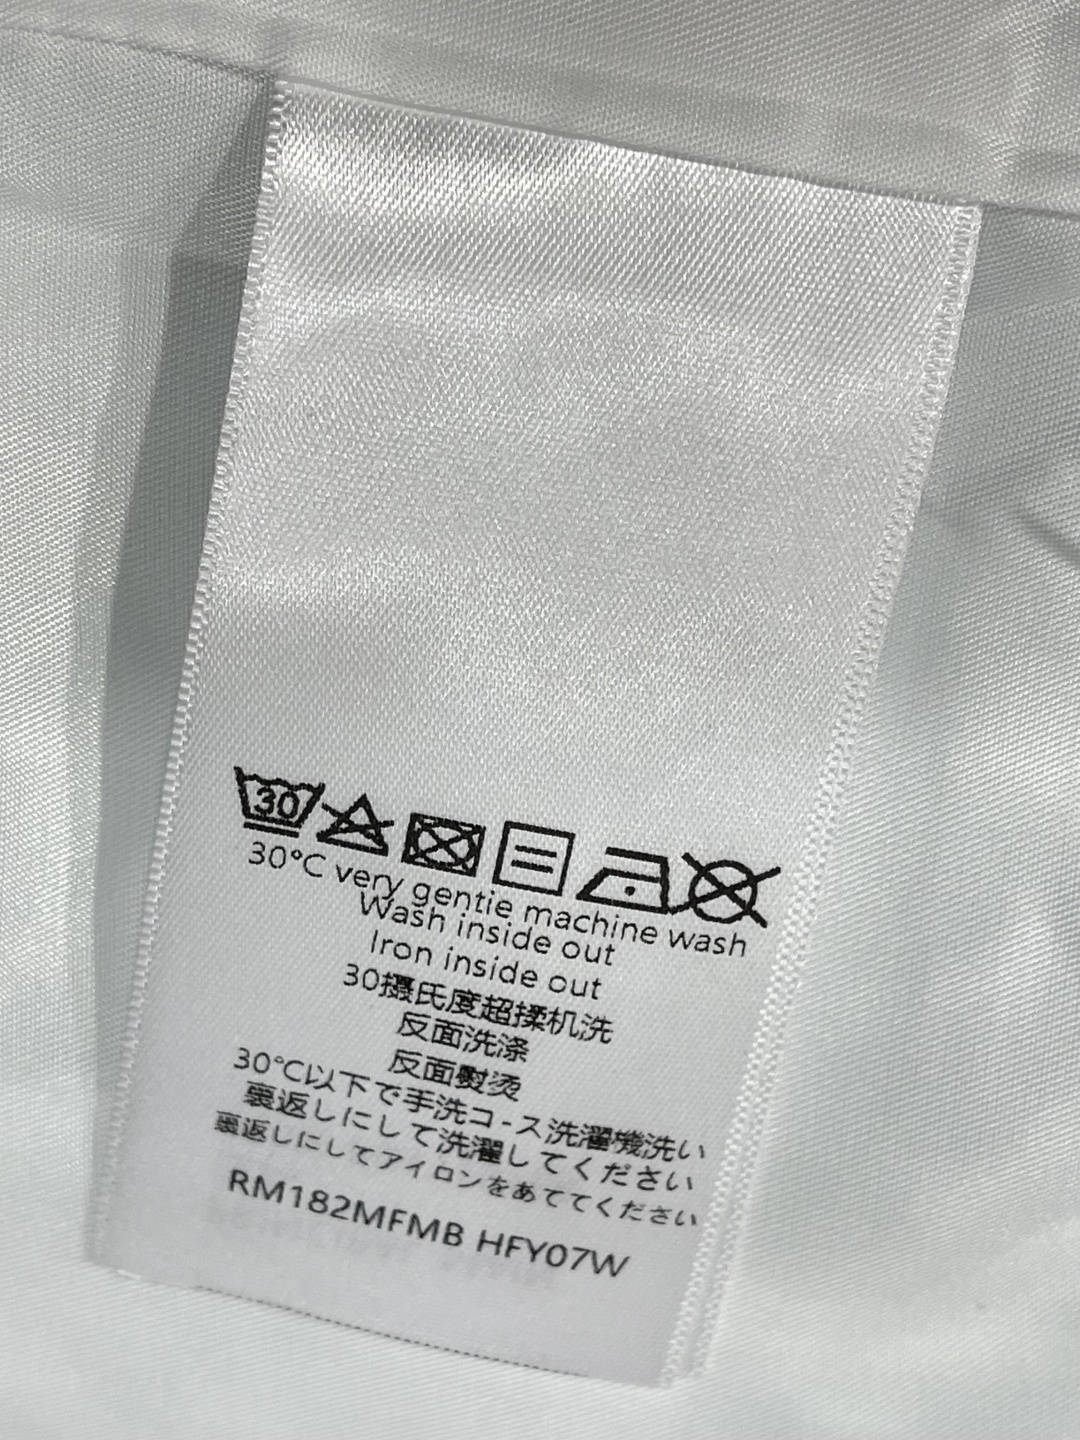 30
30°C very gentie machine wash
Wash inside out
Iron inside out
30摄氏度超揉机洗
反面洗涤
反面熨烫
30℃以下で手洗コ-ス洗濯機洗い
裏返しにして洗濯してください
裏返しにしてアイロンをあててください
RM182MFMB HFY07W